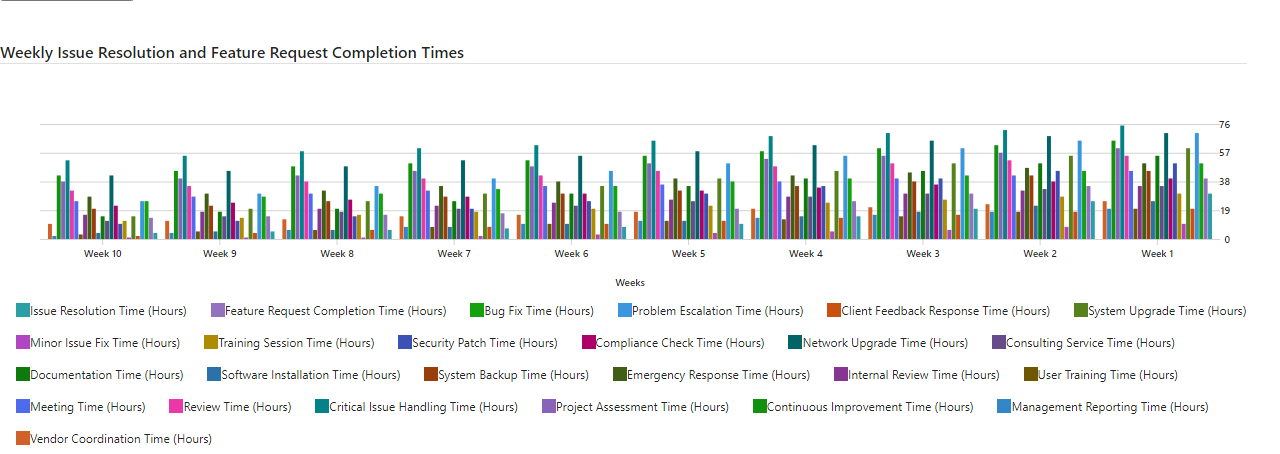 Weekly Issue Resolution and Feature Request Completion Times
76
57
38
19
0
Week 10 Week 9 Week 8 Week 7 Week 6 Week 5 Week 4 Week 3 Week 2 Week 1
Weeks
Issue Resolution Time (Hours) Feature Request Completion Time (Hours) Bug Fix Time (Hours) Problem Escalation Time (Hours) Client Feedback Response Time (Hours) System Upgrade Time (Hours)
Minor Issue Fix Time (Hours) Training Session Time (Hours) Security Patch Time (Hours) Compliance Check Time (Hours) Network Upgrade Time (Hours) Consulting Service Time (Hours)
Documentation Time (Hours) Software Installation Time (Hours) System Backup Time (Hours) Emergency Response Time (Hours) Internal Review Time (Hours) User Training Time (Hours)
Meeting Time (Hours) Review Time (Hours) Critical Issue Handling Time (Hours) Project Assessment Time (Hours) Continuous Improvement Time (Hours) Management Reporting Time (Hours)
Vendor Coordination Time (Hours)